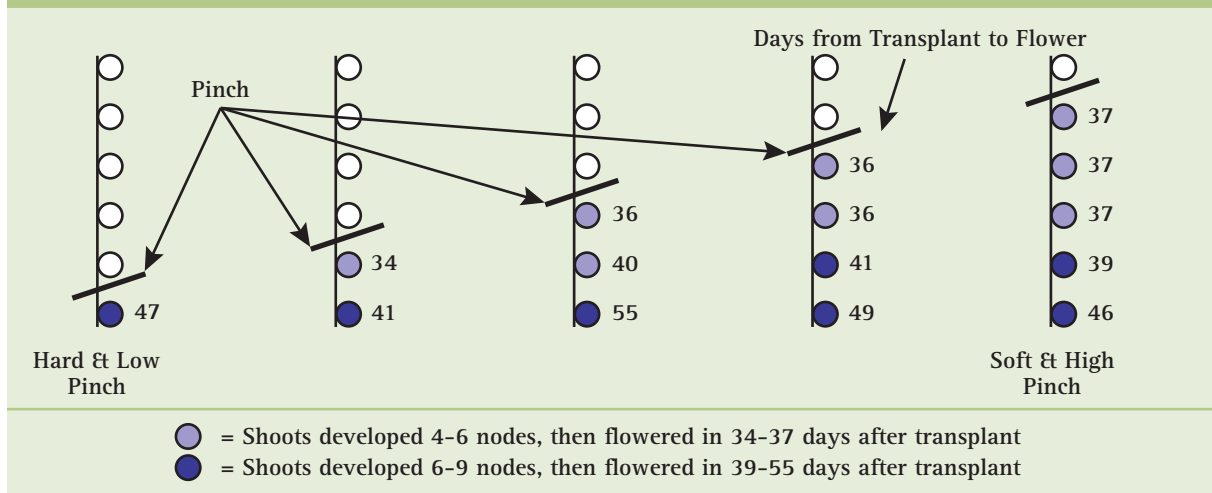 Days from Transplant to Flower
Pinch
37
36
37
36
36
37
34
40
41
39
47
41
55
49
46
Hard & Low
Pinch
Soft & High
Pinch
= Shoots developed 4-6 nodes, then flowered in 34-37 days after transplant
= Shoots developed 6-9 nodes, then flowered in 39-55 days after transplant